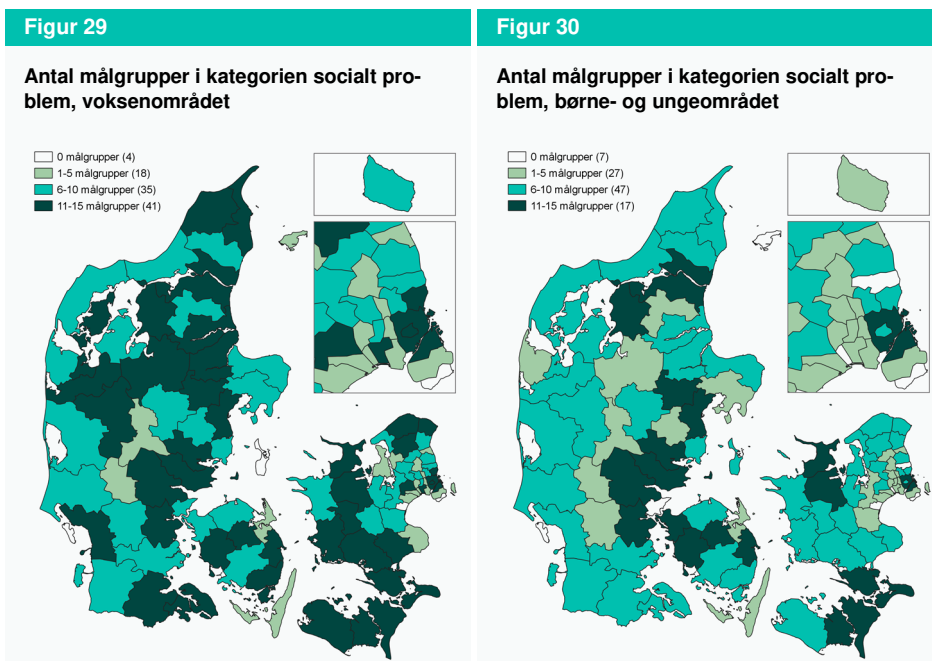 Figur 29
Antal målgrupper i kategorien socialt pro-
blem, voksenområdet
0 målgrupper (4)
1-5 målgrupper (18)
6-10 målgrupper (35)
11-15 målgrupper (41)
Figur 30
Antal målgrupper i kategorien socialt pro-
blem, børne- og ungeområdet
0 målgrupper (7)
1-5 målgrupper (27)
6-10 målgrupper (47)
11-15 målgrupper (17)